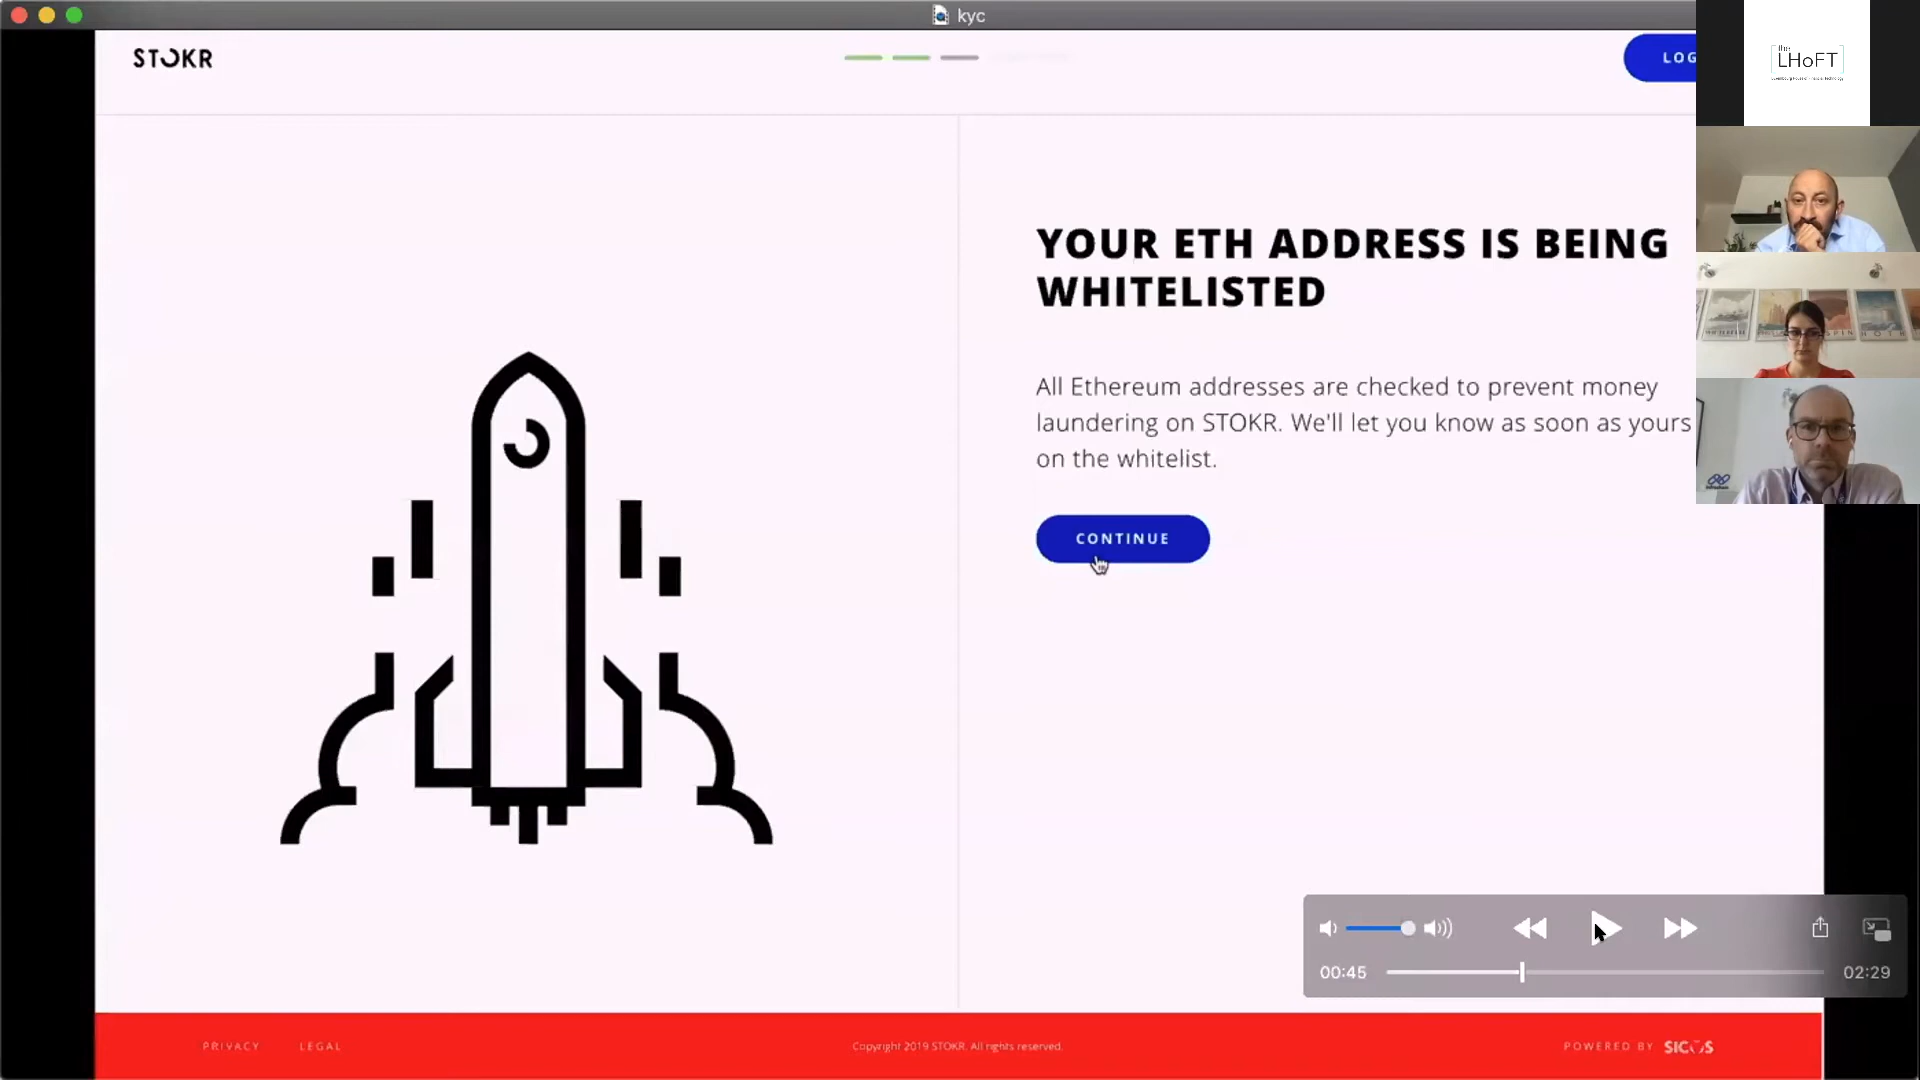 kyc
STOKR
LOG
the
LHoFT
YOUR ETH ADDRESS IS BEING
WHITELISTED
All Ethereum addresses are checked to prevent money
laundering on STOKR. We'll let you know as soon as yours
on the whitelist.
CONTINUE
00:45
02:29
PRIVACY
LEGAL
Copyright 2019 STOKR. All rights reserved.
POWERED BY SICOS